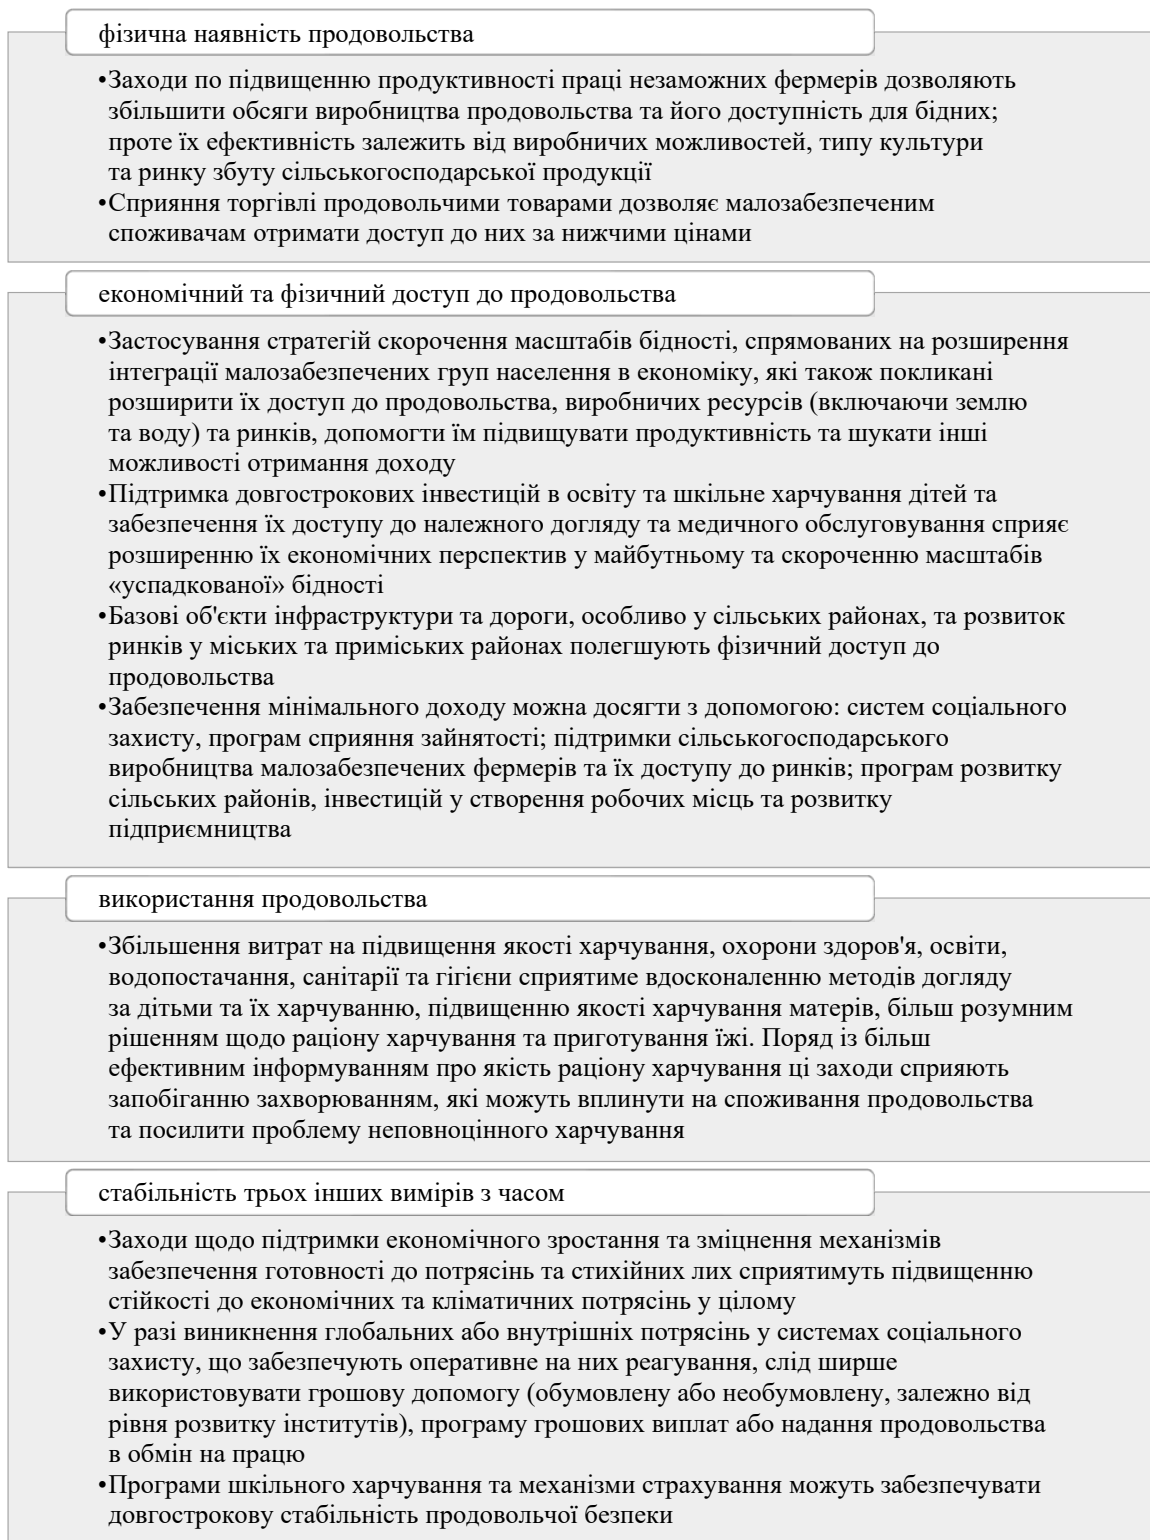 фізична наявність продовольства
•Заходи по підвищенню продуктивності праці незаможних фермерів дозволяють
збільшити обсяги виробництва продовольства та його доступність для бідних;
проте їх ефективність залежить від виробничих можливостей, типу культури
та ринку збуту сільськогосподарської продукції
•Сприяння торгівлі продовольчими товарами дозволяє малозабезпеченим
споживачам отримати доступ до них за нижчими цінами
економічний та фізичний доступ до продовольства
•Застосування стратегій скорочення масштабів бідності, спрямованих на розширення
інтеграції малозабезпечених груп населення в економіку, які також покликані
розширити їх доступ до продовольства, виробничих ресурсів (включаючи землю
та воду) та ринків, допомогти їм підвищувати продуктивність та шукати інші
можливості отримання доходу
•Підтримка довгострокових інвестицій в освіту та шкільне харчування дітей та
забезпечення їх доступу до належного догляду та медичного обслуговування сприяє
розширенню їх економічних перспектив у майбутньому та скороченню масштабів
«успадкованої» бідності
•Базові об'єкти інфраструктури та дороги, особливо у сільських районах, та розвиток
ринків у міських та приміських районах полегшують фізичний доступ до
продовольства
•Забезпечення мінімального доходу можна досягти з допомогою: систем соціального
захисту, програм сприяння зайнятості; підтримки сільськогосподарського
виробництва малозабезпечених фермерів та їх доступу до ринків; програм розвитку
сільських районів, інвестицій у створення робочих місць та розвитку
підприємництва
використання продовольства
•Збільшення витрат на підвищення якості харчування, охорони здоров'я, освіти,
водопостачання, санітарії та гігієни сприятиме вдосконаленню методів догляду
за дітьми та їх харчуванню, підвищенню якості харчування матерів, більш розумним
рішенням щодо раціону харчування та приготування їжі. Поряд із більш
ефективним інформуванням про якість раціону харчування ці заходи сприяють
запобіганню захворюванням, які можуть вплинути на споживання продовольства
та посилити проблему неповноцінного харчування
стабільність трьох інших вимірів з часом
•Заходи щодо підтримки економічного зростання та зміцнення механізмів
забезпечення готовності до потрясінь та стихійних лих сприятимуть підвищенню
стійкості до економічних та кліматичних потрясінь у цілому
•У разі виникнення глобальних або внутрішніх потрясінь у системах соціального
захисту, що забезпечують оперативне на них реагування, слід ширше
використовувати грошову допомогу (обумовлену або необумовлену, залежно від
рівня розвитку інститутів), програму грошових виплат або надання продовольства
в обмін на працю
•Програми шкільного харчування та механізми страхування можуть забезпечувати
довгострокову стабільність продовольчої безпеки